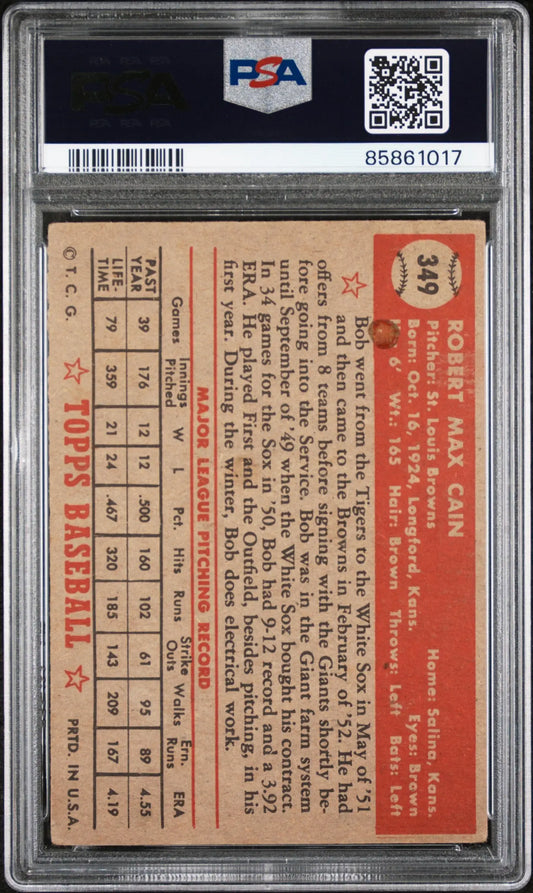 PSA
85861017
349
ROBERT MAX CAIN
Pitcher: St. Louis Browns Home: Salina, Kans.
Born: Oct. 16, 1924, Longford, Kans. Eyes: Brown
6' Wt.: 165 Hair: Brown Throws: Left Bats: Left
Bob went from the Tigers to the White Sox in May of '51
and then came to the Browns in February of '52. He had
offers from 8 teams before signing with the Giants shortly be-
fore going into the Service. Bob was in the Giant farm system
until September of '49 when the White Sox bought his contract.
In 34 games for the Sox in '50, Bob had 9-12 record and a 3.92
ERA. He played First and the Outfield, besides pitching, in his
first year. During the winter, Bob does electrical work.
MAJOR LEAGUE PITCHING RECORD
Games Innings Pitched W L Pct. Hits Runs Strike Outs Walks Ern. Runs ERA
PAST YEAR 39 176 12 12 .500 160 102 61 95 89 4.55
LIFE-TIME 79 359 21 24 .467 320 185 143 209 167 4.19
© T. C. G. TOPPS BASEBALL PRTD. IN U.S.A.